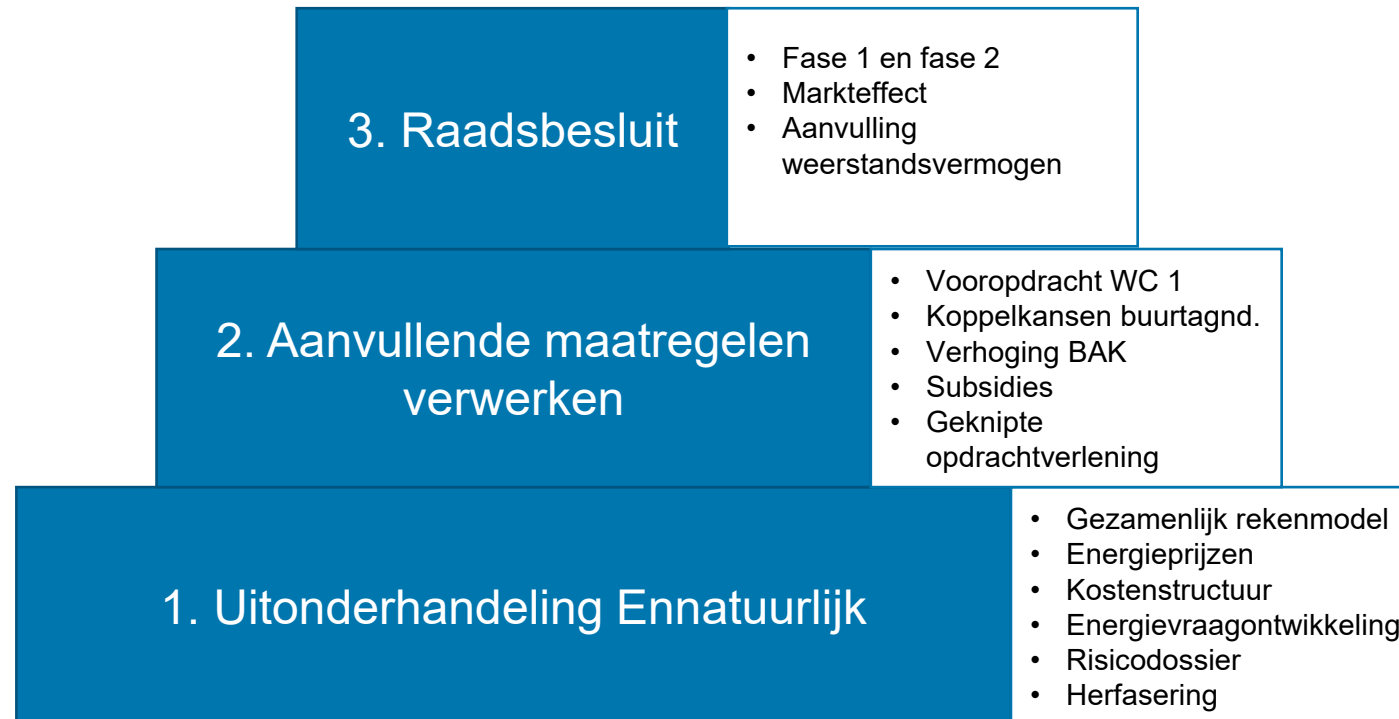 3. Raadsbesluit
• Fase 1 en fase 2
• Markteffect
• Aanvulling
weerstandsvermogen
2. Aanvullende maatregelen
verwerken
• Vooropdracht WC 1
• Koppelkansen buurtagnd.
• Verhoging BAK
• Subsidies
• Geknipte
opdrachtverlening
1. Uitonderhandeling Ennatuurlijk
• Gezamenlijk rekenmodel
• Energieprijzen
• Kostenstructuur
• Energievraagontwikkeling
• Risicodossier
• Herfasering